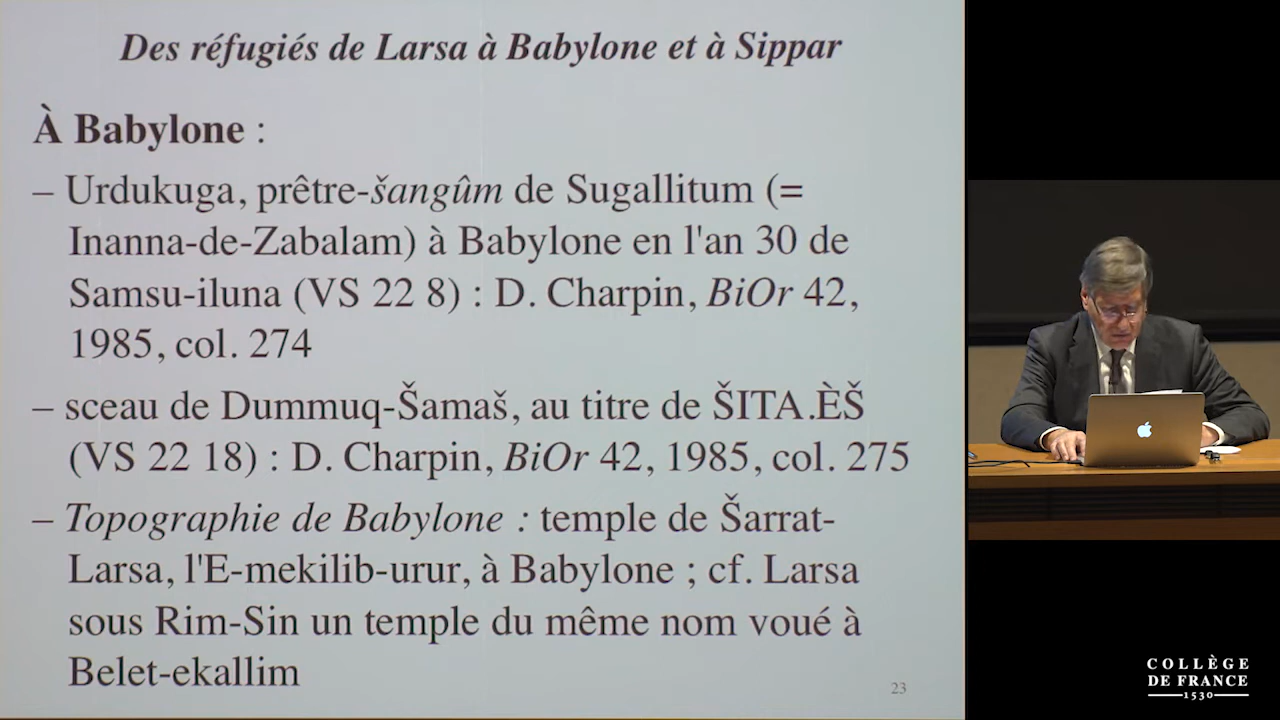 Des réfugiés de Larsa à Babylone et à Sippar
À Babylone :
– Urdukuga, prêtre-šangûm de Sugallitum (=
Inanna-de-Zabalam) à Babylone en l'an 30 de
Samsu-iluna (VS 22 8) : D. Charpin, BiOr 42,
1985, col. 274
– sceau de Dummuq-Šamaš, au titre de ŠITA.ÈŠ
(VS 22 18) : D. Charpin, BiOr 42, 1985, col. 275
– Topographie de Babylone : temple de Šarrat-
Larsa, l'E-mekilib-urur, à Babylone ; cf. Larsa
sous Rim-Sin un temple du même nom voué à
Belet-ekallim
23
COLLÈGE
DE FRANCE
1530